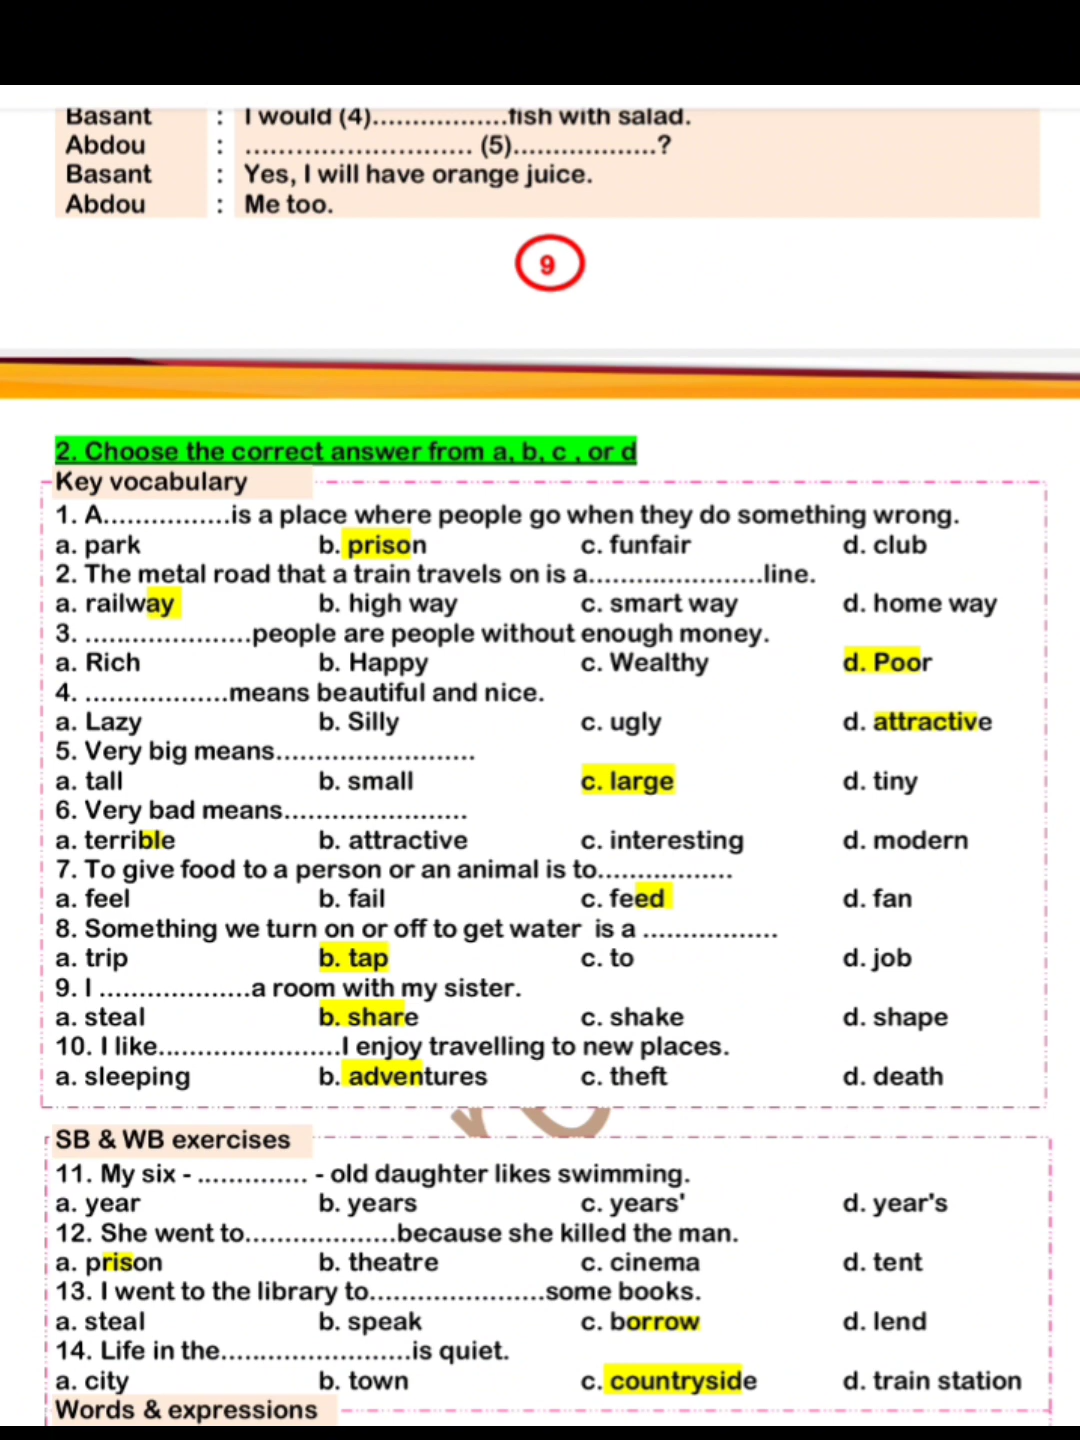 Basant : I would (4).................fish with salad.
Abdou : ............................ (5)..................?
Basant : Yes, I will have orange juice.
Abdou : Me too.
9
2. Choose the correct answer from a, b, c , or d
Key vocabulary
1. A................is a place where people go when they do something wrong.
a. park b. prison c. funfair d. club
2. The metal road that a train travels on is a......................line.
a. railway b. high way c. smart way d. home way
3. .....................people are people without enough money.
a. Rich b. Happy c. Wealthy d. Poor
4. ..................means beautiful and nice.
a. Lazy b. Silly c. ugly d. attractive
5. Very big means.........................
a. tall b. small c. large d. tiny
6. Very bad means.......................
a. terrible b. attractive c. interesting d. modern
7. To give food to a person or an animal is to.................
a. feel b. fail c. feed d. fan
8. Something we turn on or off to get water is a .................
a. trip b. tap c. to d. job
9. I ...................a room with my sister.
a. steal b. share c. shake d. shape
10. I like.......................I enjoy travelling to new places.
a. sleeping b. adventures c. theft d. death
SB & WB exercises
11. My six - .............. - old daughter likes swimming.
a. year b. years c. years' d. year's
12. She went to...................because she killed the man.
a. prison b. theatre c. cinema d. tent
13. I went to the library to......................some books.
a. steal b. speak c. borrow d. lend
14. Life in the........................is quiet.
a. city b. town c. countryside d. train station
Words & expressions